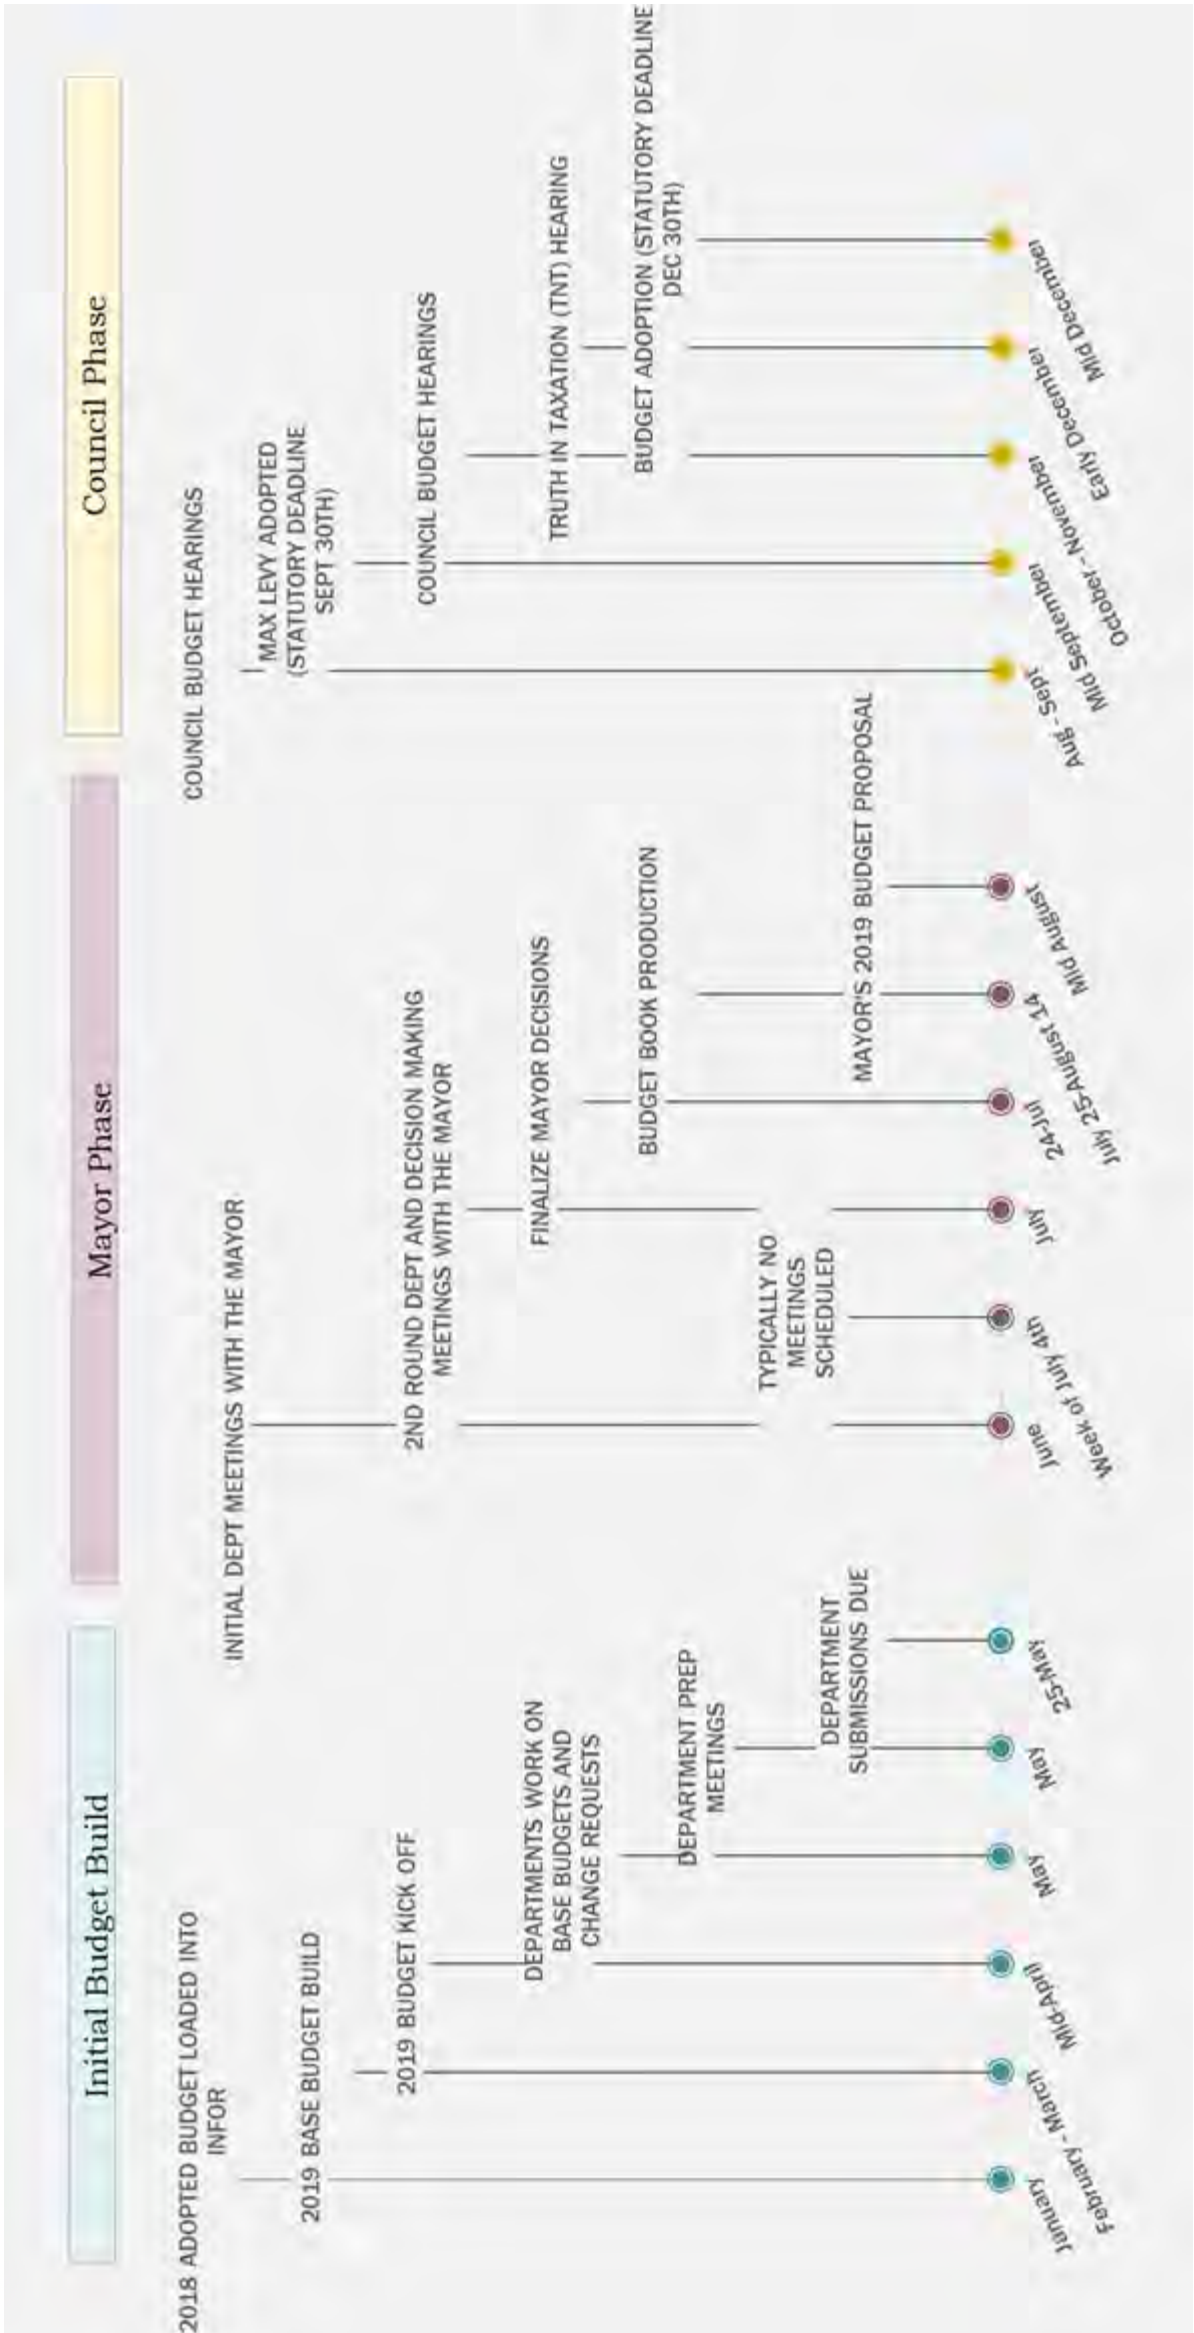 Initial Budget Build
Mayor Phase
Council Phase
2018 ADOPTED BUDGET LOADED INTO
INFOR
2019 BASE BUDGET BUILD
2019 BUDGET KICK OFF
DEPARTMENTS WORK ON
BASE BUDGETS AND
CHANGE REQUESTS
DEPARTMENT PREP
MEETINGS
DEPARTMENT
SUBMISSIONS DUE
INITIAL DEPT MEETINGS WITH THE MAYOR
TYPICALLY NO
MEETINGS
SCHEDULED
2ND ROUND DEPT AND DECISION MAKING
MEETINGS WITH THE MAYOR
FINALIZE MAYOR DECISIONS
BUDGET BOOK PRODUCTION
MAYOR'S 2019 BUDGET PROPOSAL
COUNCIL BUDGET HEARINGS
MAX LEVY ADOPTED
(STATUTORY DEADLINE
SEPT 30TH)
COUNCIL BUDGET HEARINGS
TRUTH IN TAXATION (TNT) HEARING
BUDGET ADOPTION (STATUTORY DEADLINE
DEC 30TH)
January
February - March
Mid-April
May
May
25-May
June
Week of July 4th
July
24-Jul
July 25-August 14
Mid August
Aug - Sept
Mid September
October - November
Early December
Mid December